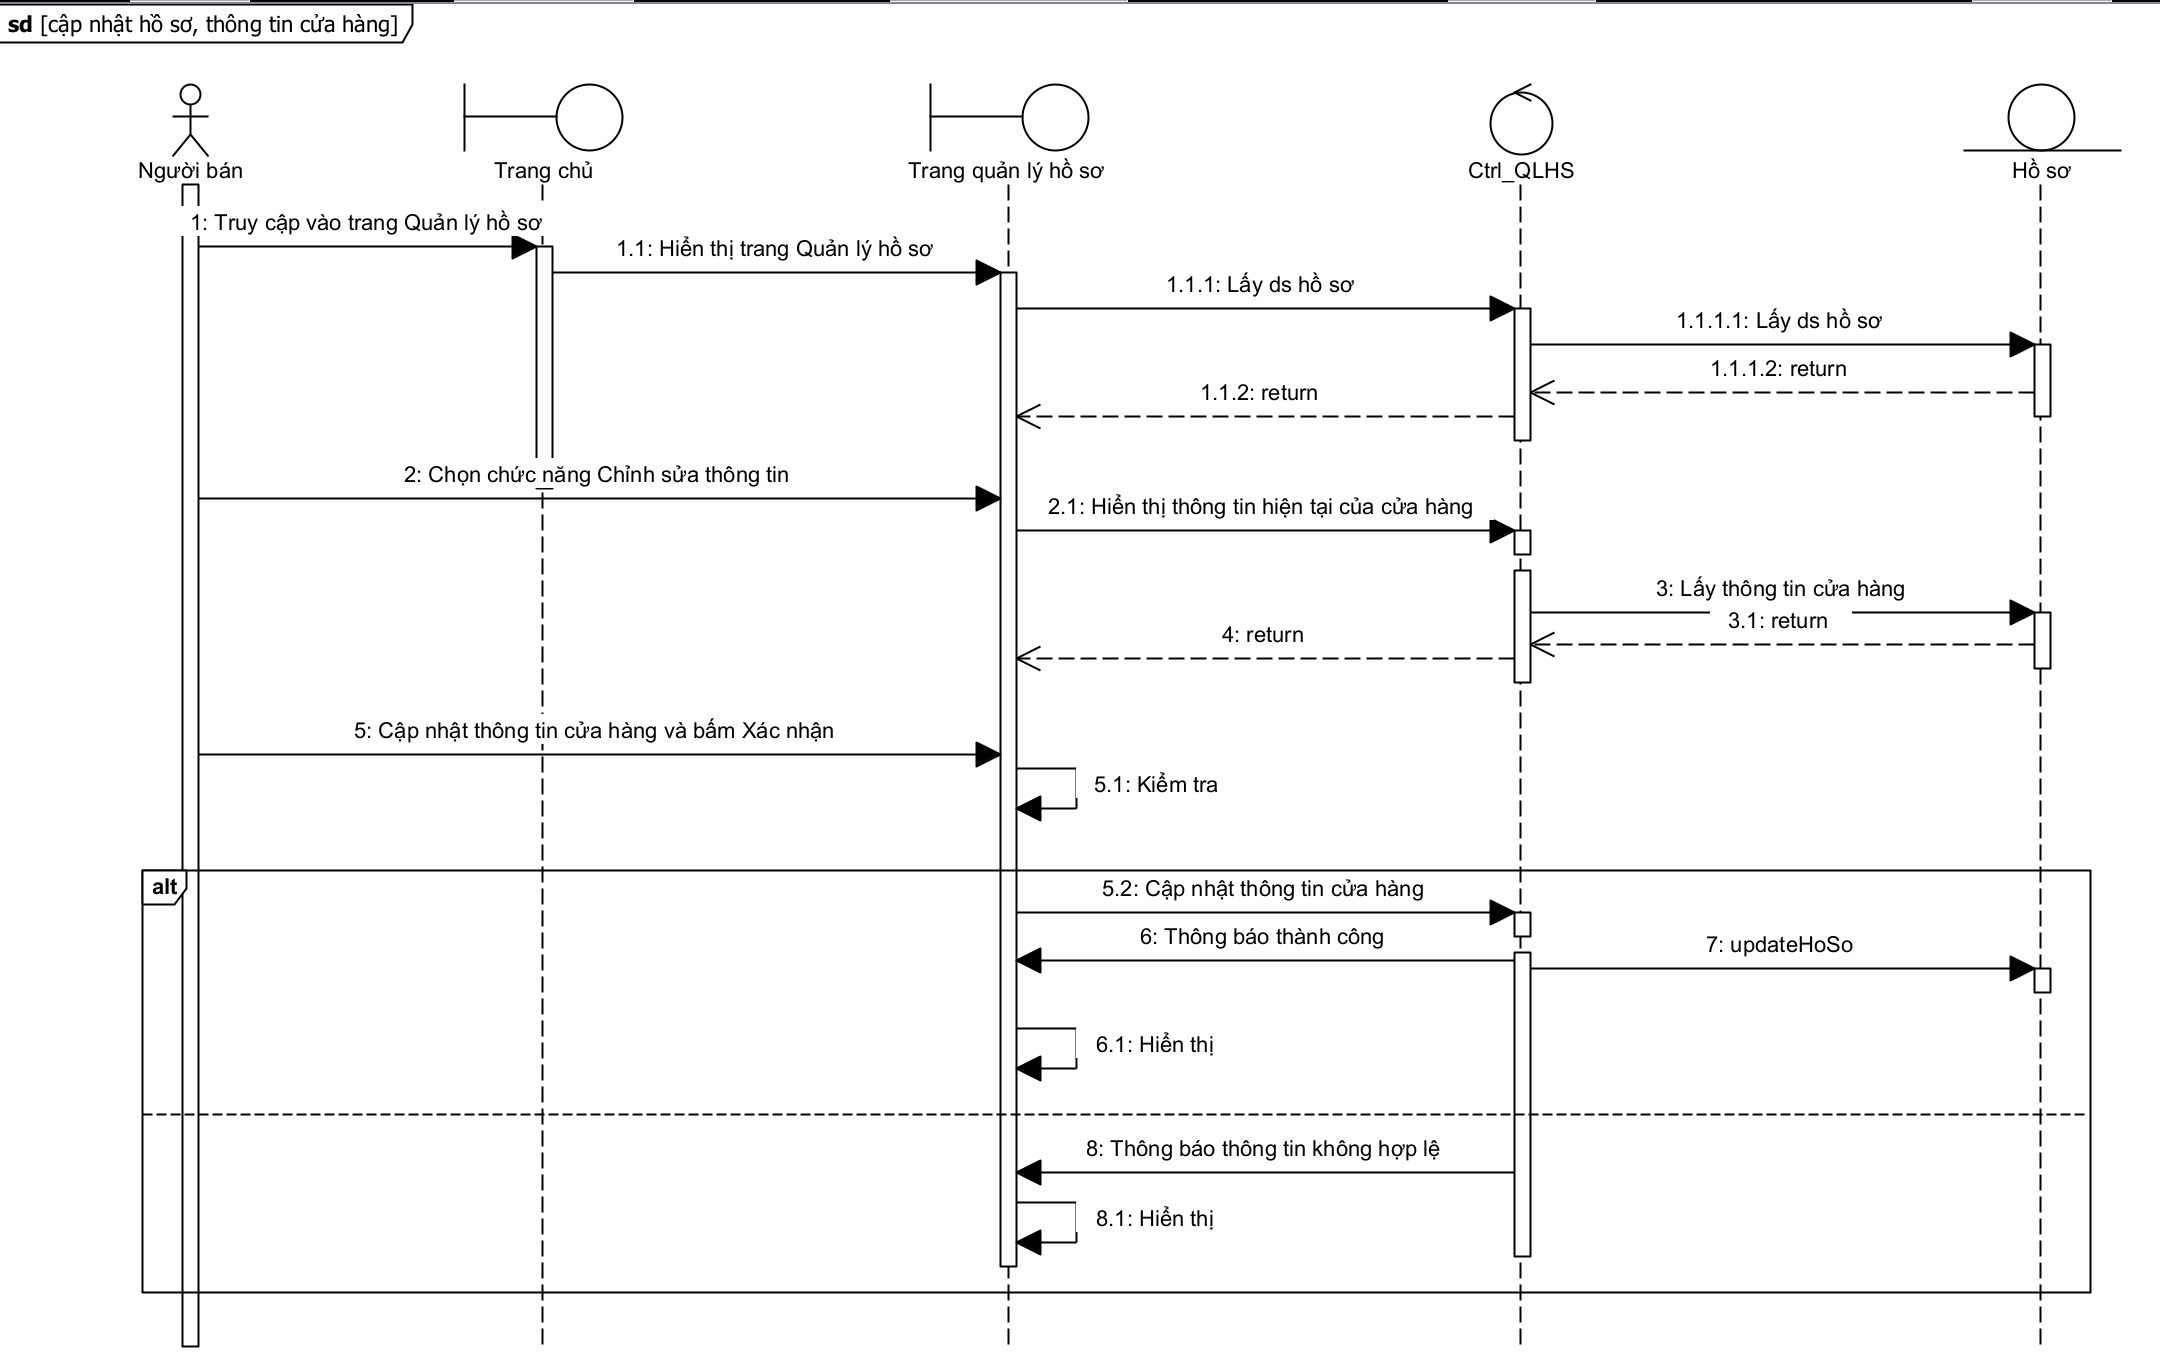 sd [cập nhật hồ sơ, thông tin cửa hàng]
Người bán
Trang chủ
Trang quản lý hồ sơ
Ctrl_QLHS
Hồ sơ
1: Truy cập vào trang Quản lý hồ sơ
1.1: Hiển thị trang Quản lý hồ sơ
1.1.1: Lấy ds hồ sơ
1.1.1.1: Lấy ds hồ sơ
1.1.1.2: return
1.1.2: return
2: Chọn chức năng Chỉnh sửa thông tin
2.1: Hiển thị thông tin hiện tại của cửa hàng
3: Lấy thông tin cửa hàng
3.1: return
4: return
5: Cập nhật thông tin cửa hàng và bấm Xác nhận
5.1: Kiểm tra
alt
5.2: Cập nhật thông tin cửa hàng
6: Thông báo thành công
7: updateHoSo
6.1: Hiển thị
8: Thông báo thông tin không hợp lệ
8.1: Hiển thị